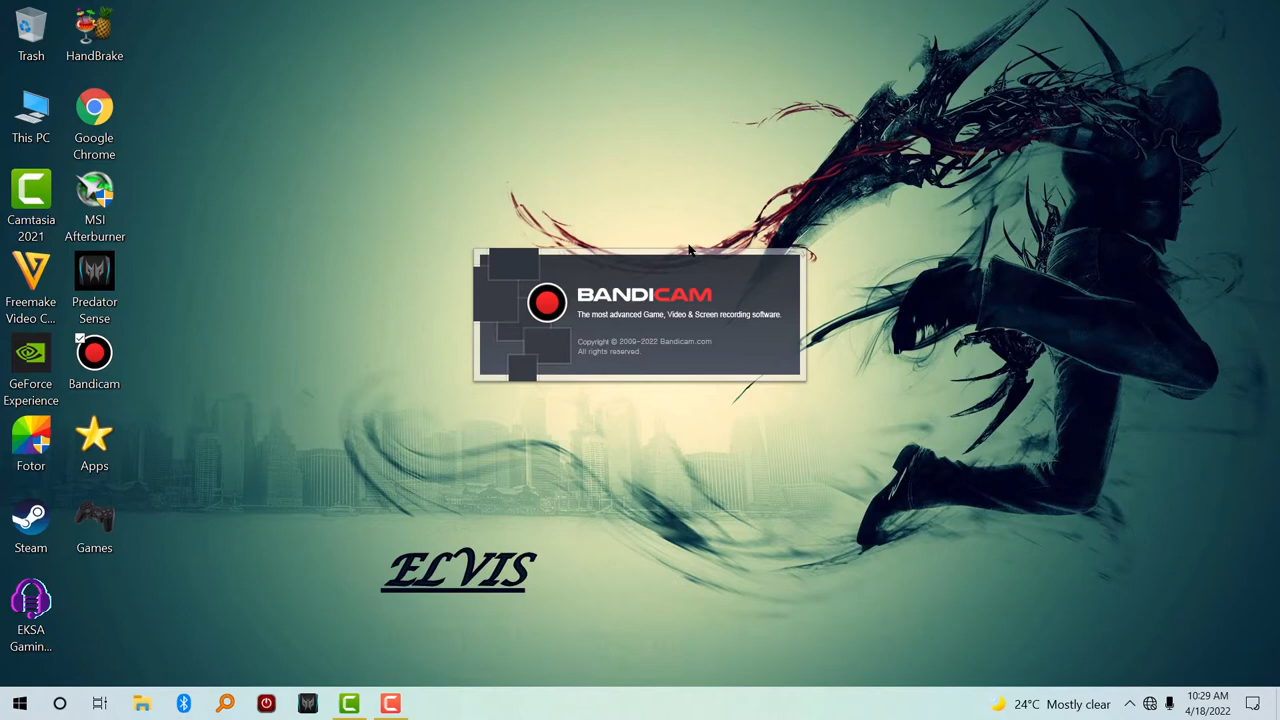 Trash
HandBrake
This PC
Google
Chrome
Camtasia
2021
MSI
Afterburner
Freemake
Video C...
Predator
Sense
GeForce
Experience
Bandicam
Fotor
Apps
Steam
Games
EKSA
Gamin...
BANDICAM
The most advanced Game, Video & Screen recording software.
Copyright © 2009-2022 Bandicam.com
All rights reserved.
ELVIS
24°C Mostly clear
10:29 AM
4/18/2022